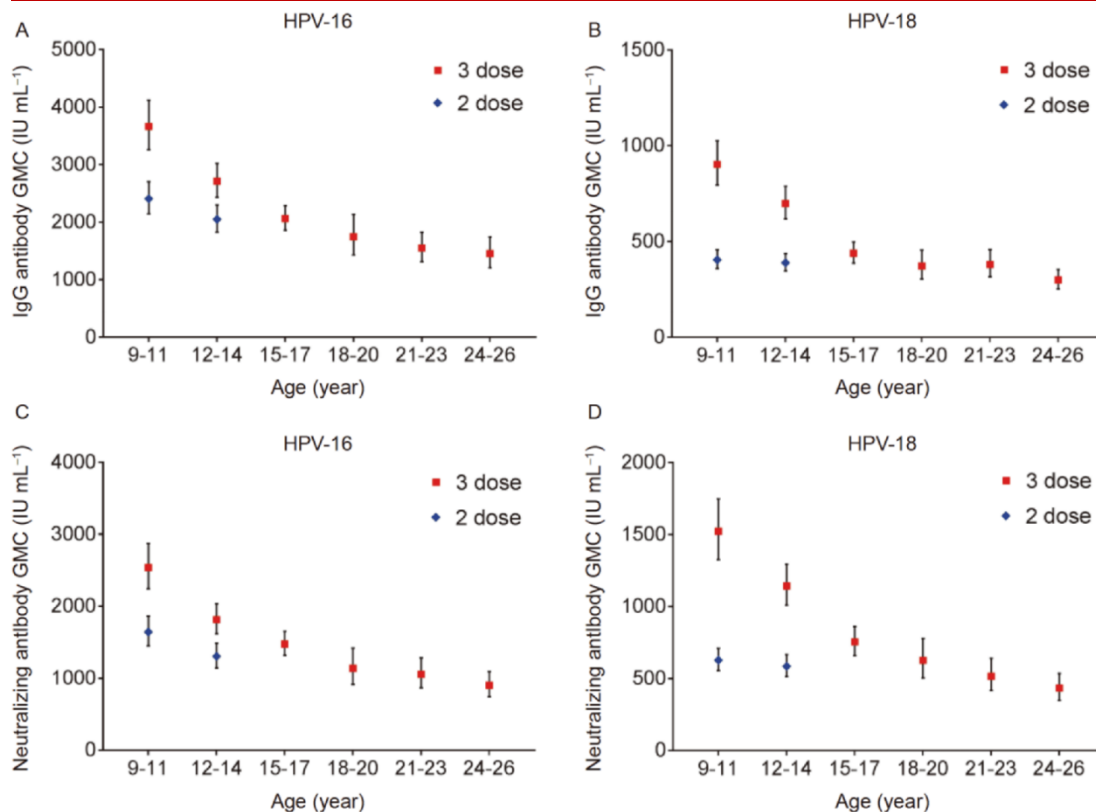 A
HPV-16
IgG antibody GMC (IU mL⁻¹)
5000
4000
3000
2000
1000
0
3 dose
2 dose
9-11 12-14 15-17 18-20 21-23 24-26
Age (year)
B
HPV-18
IgG antibody GMC (IU mL⁻¹)
1500
1000
500
0
3 dose
2 dose
9-11 12-14 15-17 18-20 21-23 24-26
Age (year)
C
HPV-16
Neutralizing antibody GMC (IU mL⁻¹)
4000
3000
2000
1000
0
3 dose
2 dose
9-11 12-14 15-17 18-20 21-23 24-26
Age (year)
D
HPV-18
Neutralizing antibody GMC (IU mL⁻¹)
2000
1500
1000
500
0
3 dose
2 dose
9-11 12-14 15-17 18-20 21-23 24-26
Age (year)